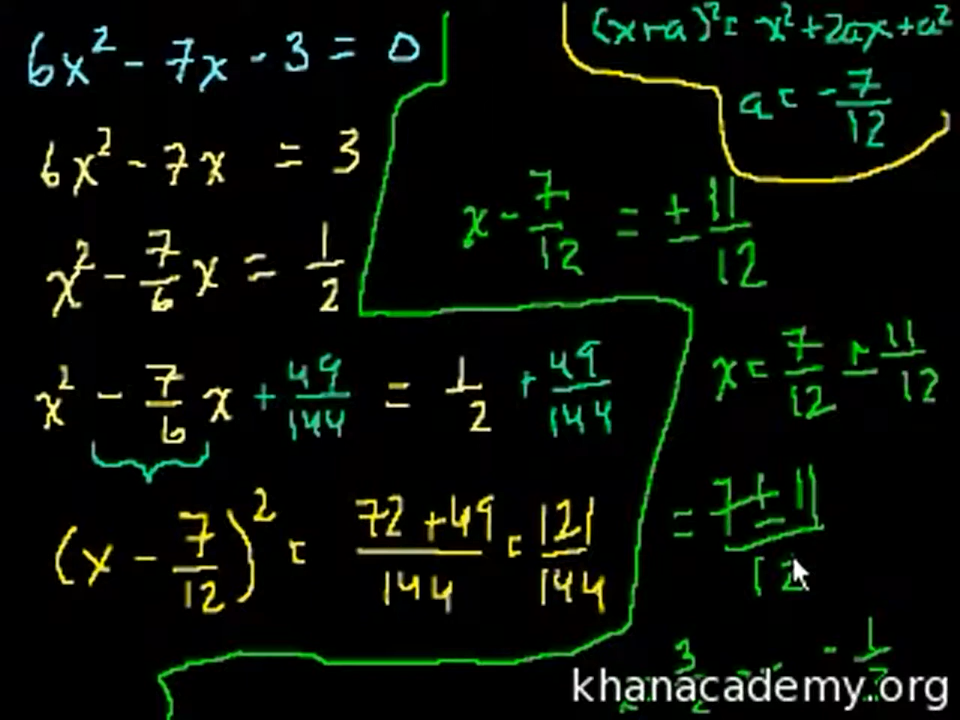 6x² - 7x - 3 = 0
6x² - 7x = 3
x² - 7/6 x = 1/2
x² - 7/6 x + 49/144 = 1/2 + 49/144
(x - 7/12)² = (72 + 49)/144 = 121/144
(x+a)² = x² + 2ax + a²
a = -7/12
x - 7/12 = ± 11/12
x = 7/12 ± 11/12
= (7 ± 11)/12
3/2
khanacademy.org